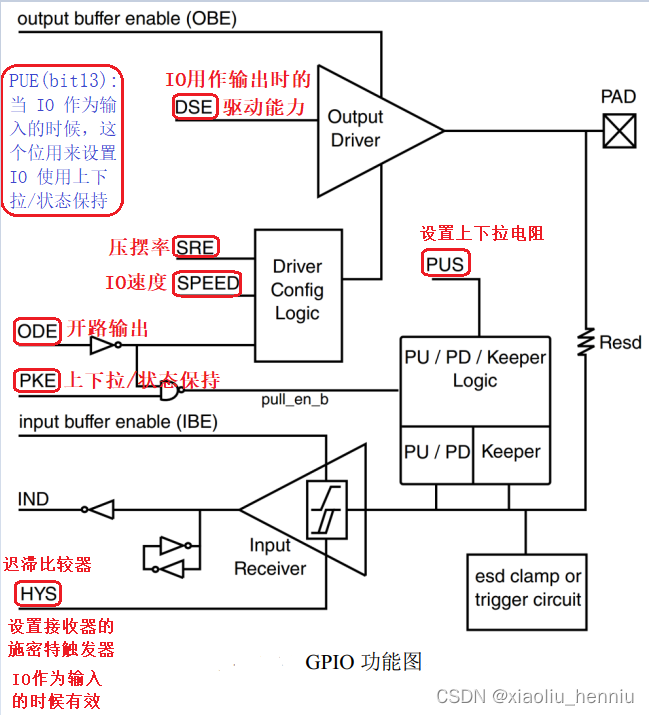 output buffer enable (OBE)
PUE(bit13):
当 IO 作为输
入的时候，这
个位用来设置
IO 使用上下
拉/状态保持
IO用作输出时的
DSE 驱动能力
Output
Driver
PAD
压摆率 SRE
IO速度 SPEED
Driver
Config
Logic
设置上下拉电阻
PUS
ODE 开路输出
PKE 上下拉/状态保持
pull_en_b
PU / PD / Keeper
Logic
PU / PD
Keeper
Resd
input buffer enable (IBE)
IND
Input
Receiver
迟滞比较器
HYS
设置接收器的
施密特触发器
IO作为输入
的时候有效
esd clamp or
trigger circuit
GPIO 功能图
CSDN @xiaoliu_henniu